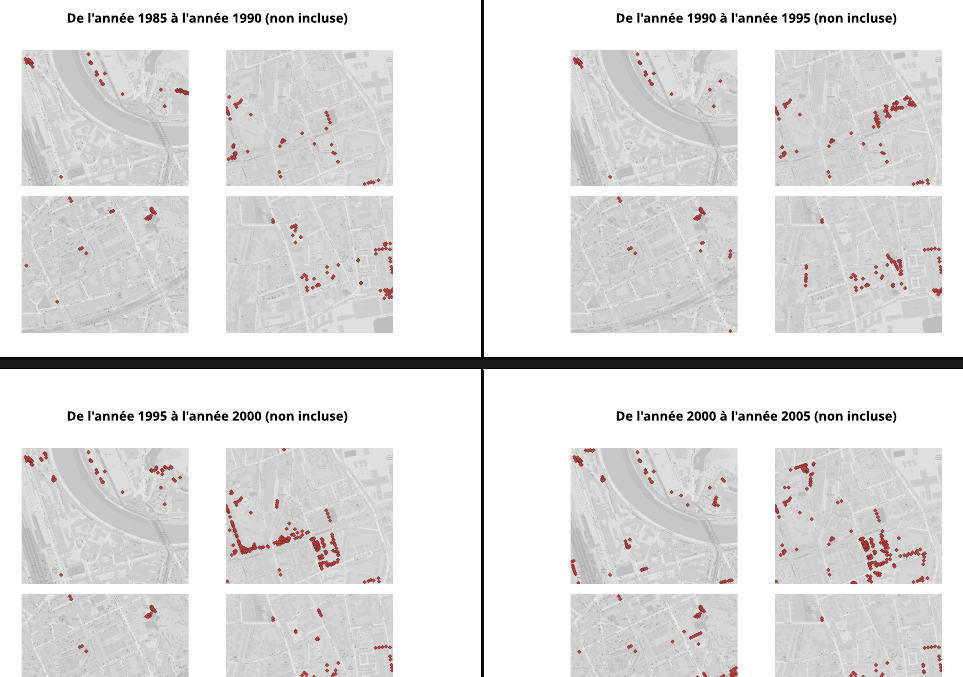 De l'année 1985 à l'année 1990 (non incluse)
De l'année 1990 à l'année 1995 (non incluse)
De l'année 1995 à l'année 2000 (non incluse)
De l'année 2000 à l'année 2005 (non incluse)